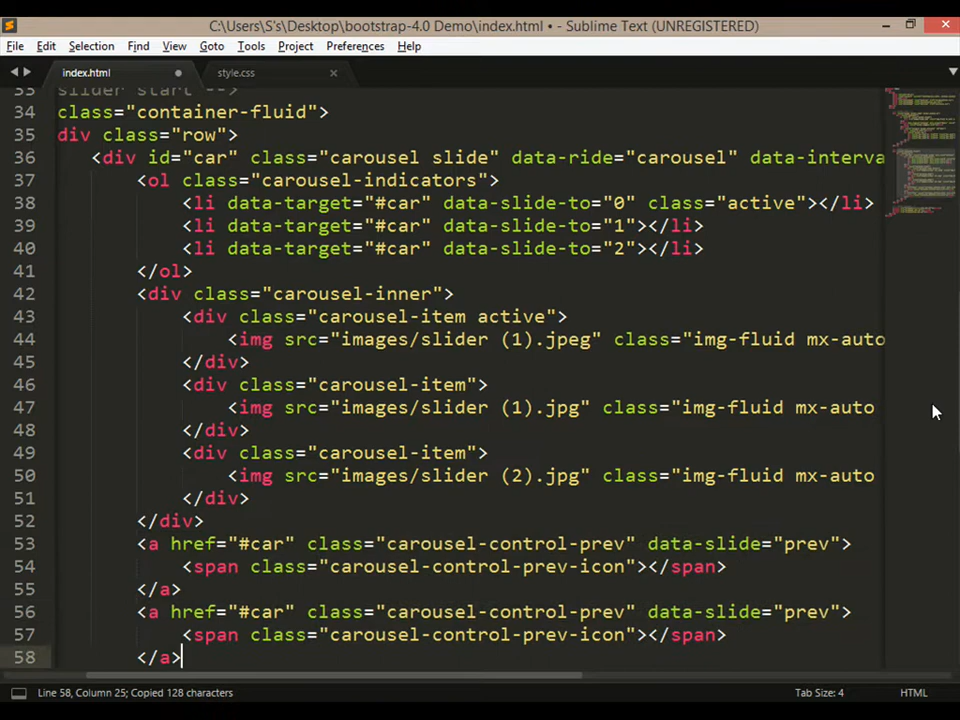 C:\Users\S's\Desktop\bootstrap-4.0 Demo\index.html • - Sublime Text (UNREGISTERED)
File Edit Selection Find View Goto Tools Project Preferences Help
index.html style.css
33 slider start -->
34 class="container-fluid">
35 div class="row">
36 <div id="car" class="carousel slide" data-ride="carousel" data-interva
37 <ol class="carousel-indicators">
38 <li data-target="#car" data-slide-to="0" class="active"></li>
39 <li data-target="#car" data-slide-to="1"></li>
40 <li data-target="#car" data-slide-to="2"></li>
41 </ol>
42 <div class="carousel-inner">
43 <div class="carousel-item active">
44 <img src="images/slider (1).jpeg" class="img-fluid mx-auto
45 </div>
46 <div class="carousel-item">
47 <img src="images/slider (1).jpg" class="img-fluid mx-auto
48 </div>
49 <div class="carousel-item">
50 <img src="images/slider (2).jpg" class="img-fluid mx-auto
51 </div>
52 </div>
53 <a href="#car" class="carousel-control-prev" data-slide="prev">
54 <span class="carousel-control-prev-icon"></span>
55 </a>
56 <a href="#car" class="carousel-control-prev" data-slide="prev">
57 <span class="carousel-control-prev-icon"></span>
58 </a>
Line 58, Column 25; Copied 128 characters Tab Size: 4 HTML